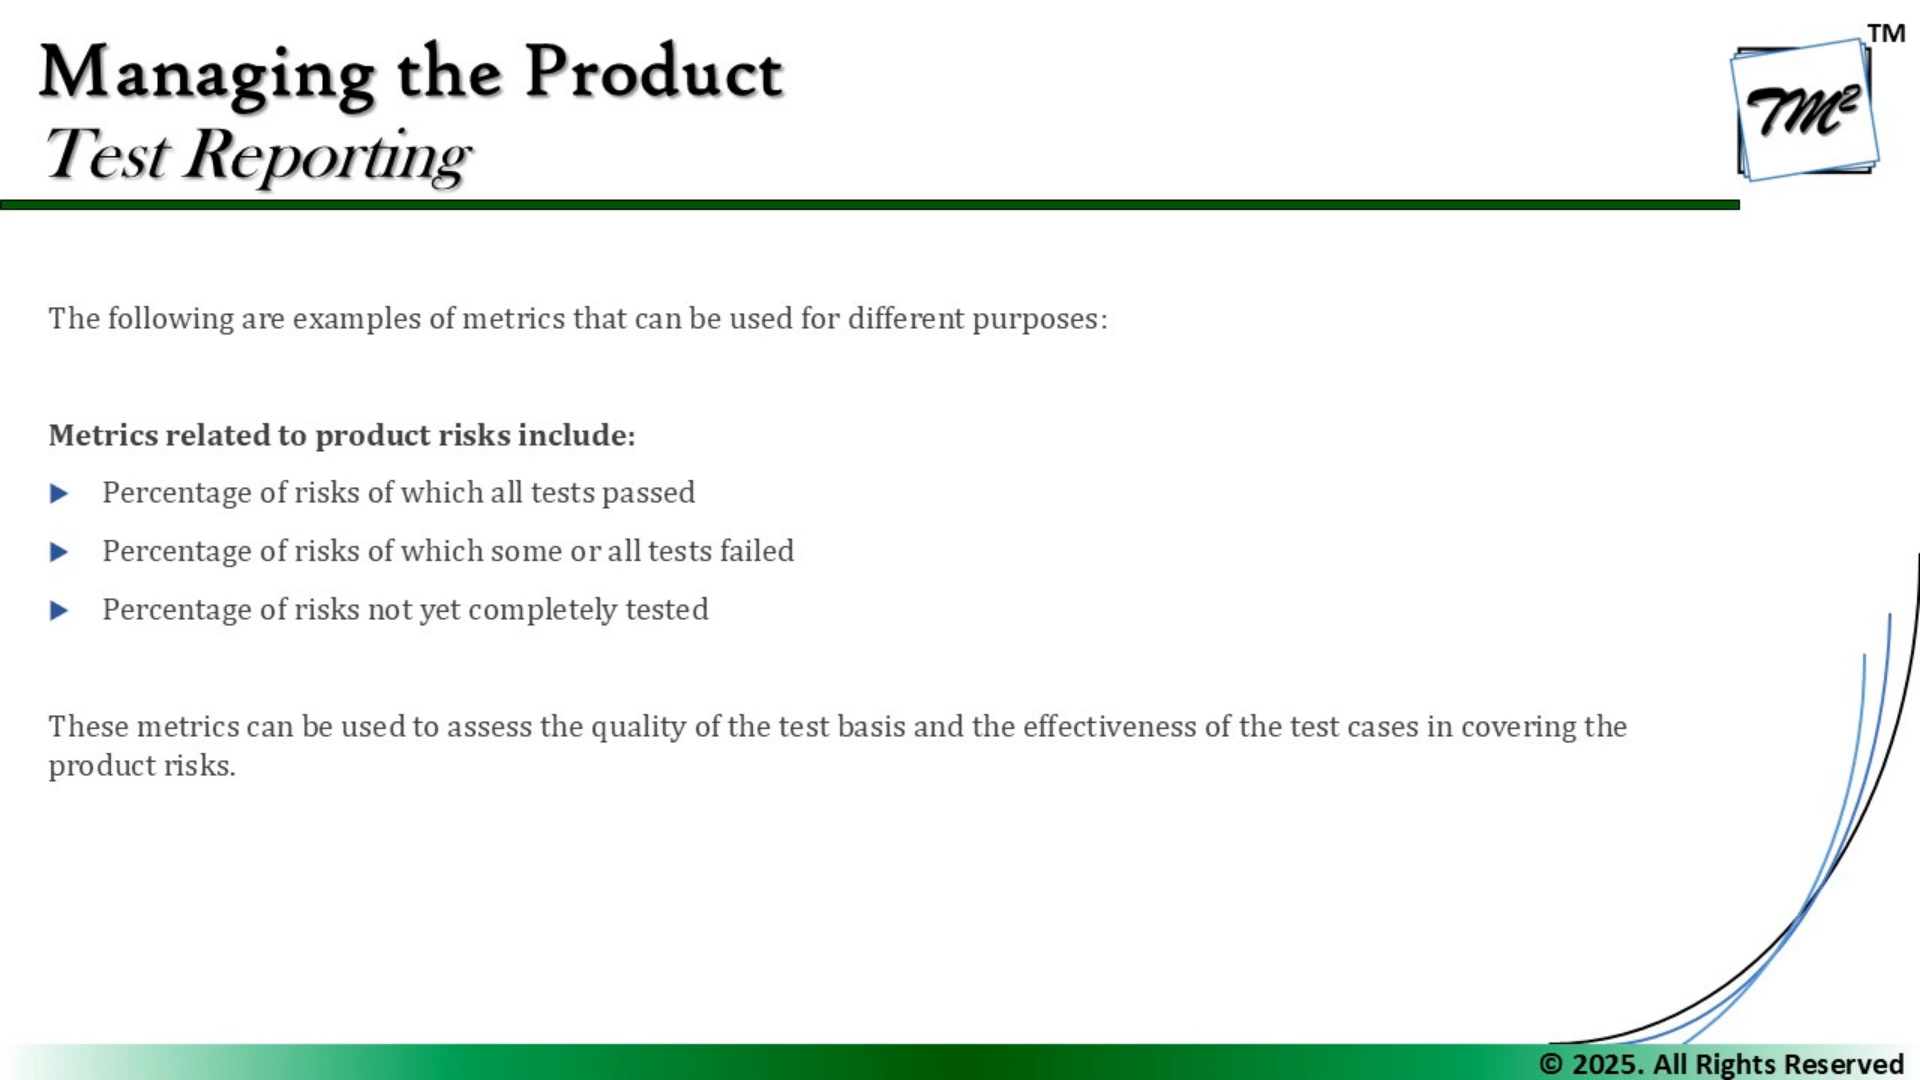 Managing the Product
Test Reporting
TM
TM²
The following are examples of metrics that can be used for different purposes:
Metrics related to product risks include:
Percentage of risks of which all tests passed
Percentage of risks of which some or all tests failed
Percentage of risks not yet completely tested
These metrics can be used to assess the quality of the test basis and the effectiveness of the test cases in covering the
product risks.
© 2025. All Rights Reserved